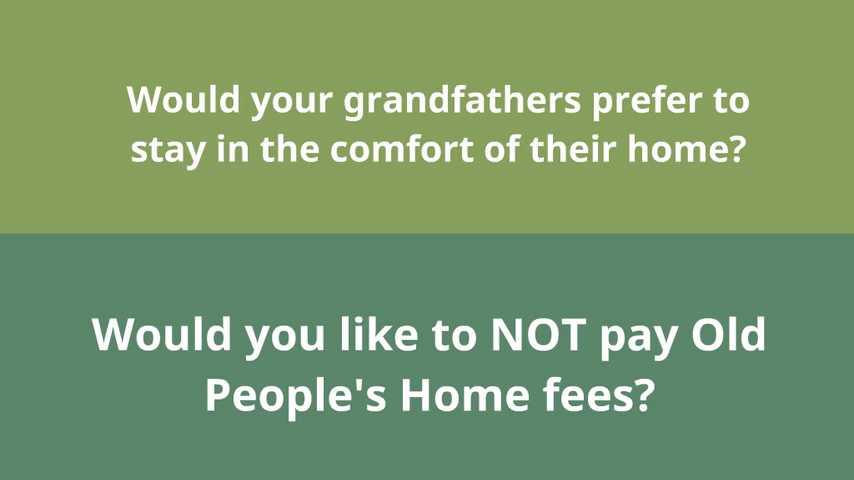 Would your grandfathers prefer to
stay in the comfort of their home?
Would you like to NOT pay Old
People's Home fees?